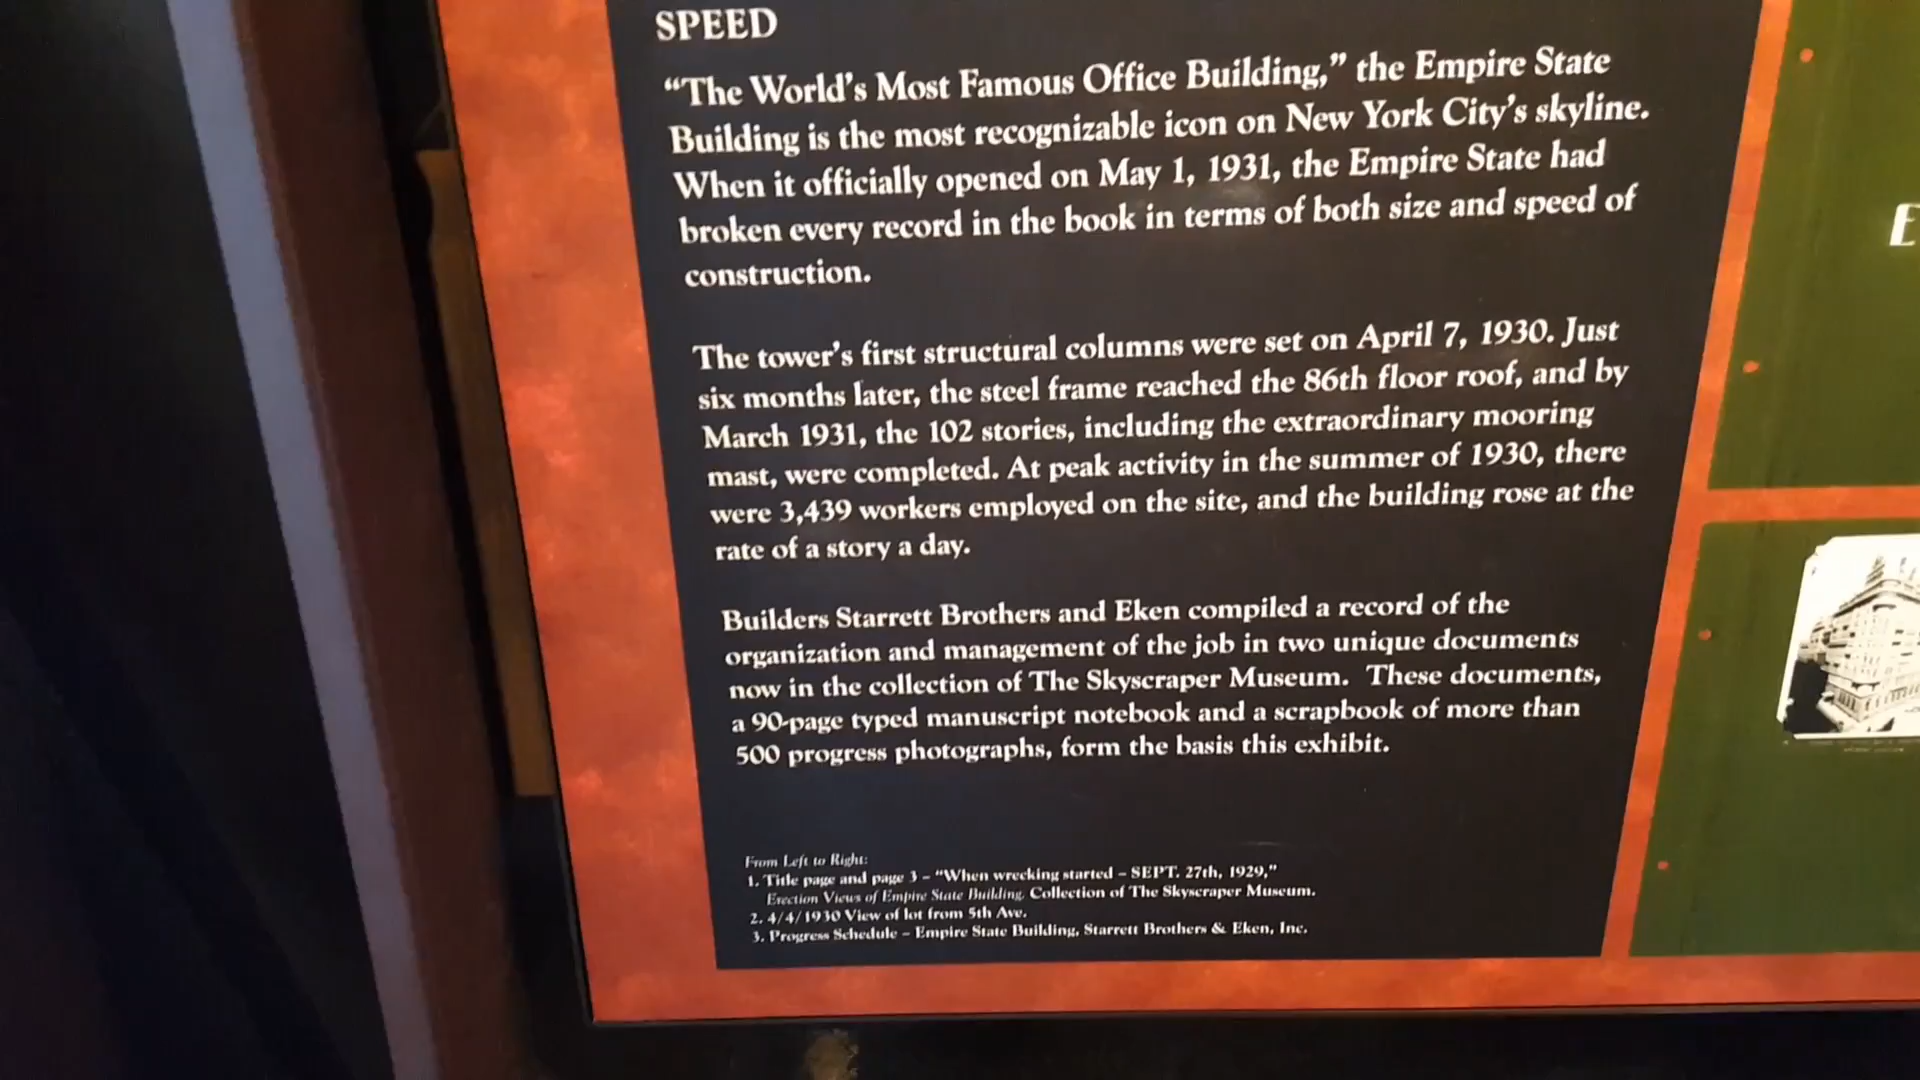 SPEED
“The World’s Most Famous Office Building,” the Empire State
Building is the most recognizable icon on New York City’s skyline.
When it officially opened on May 1, 1931, the Empire State had
broken every record in the book in terms of both size and speed of
construction.
The tower’s first structural columns were set on April 7, 1930. Just
six months later, the steel frame reached the 86th floor roof, and by
March 1931, the 102 stories, including the extraordinary mooring
mast, were completed. At peak activity in the summer of 1930, there
were 3,439 workers employed on the site, and the building rose at the
rate of a story a day.
Builders Starrett Brothers and Eken compiled a record of the
organization and management of the job in two unique documents
now in the collection of The Skyscraper Museum. These documents,
a 90-page typed manuscript notebook and a scrapbook of more than
500 progress photographs, form the basis this exhibit.
From Left to Right:
1. Title page and page 3 – “When wrecking started – SEPT. 27th, 1929,”
Erection Views of Empire State Building. Collection of The Skyscraper Museum.
2. 4/4/1930 View of lot from 5th Ave.
3. Progress Schedule – Empire State Building, Starrett Brothers & Eken, Inc.
E